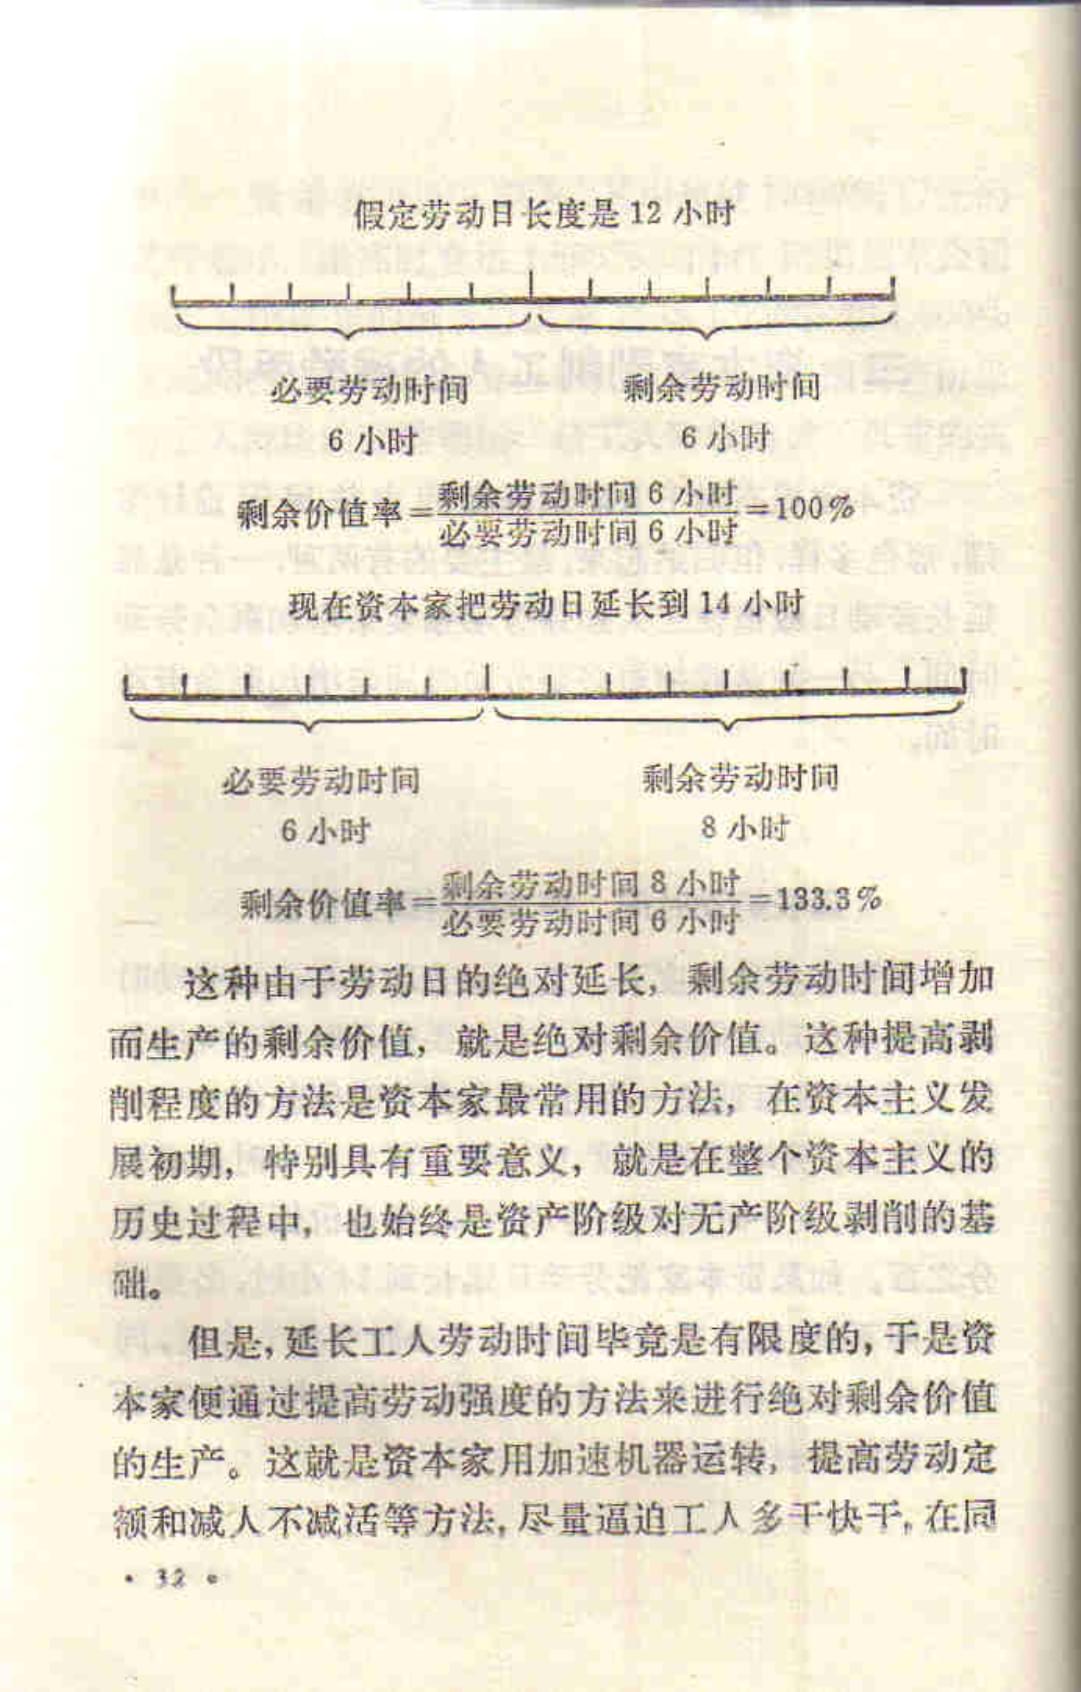 假定劳动日长度是 12 小时
必要劳动时间 剩余劳动时间
6 小时 6 小时
剩余价值率=剩余劳动时间 6 小时/必要劳动时间 6 小时=100%
现在资本家把劳动日延长到 14 小时
必要劳动时间 剩余劳动时间
6 小时 8 小时
剩余价值率=剩余劳动时间 8 小时/必要劳动时间 6 小时=133.3%
这种由于劳动日的绝对延长，剩余劳动时间增加
而生产的剩余价值，就是绝对剩余价值。这种提高剥
削程度的方法是资本家最常用的方法，在资本主义发
展初期，特别具有重要意义，就是在整个资本主义的
历史过程中，也始终是资产阶级对无产阶级剥削的基
础。
但是，延长工人劳动时间毕竟是有限度的，于是资
本家便通过提高劳动强度的方法来进行绝对剩余价值
的生产。这就是资本家用加速机器运转，提高劳动定
额和减人不减活等方法，尽量逼迫工人多干快干，在同
• 32 •